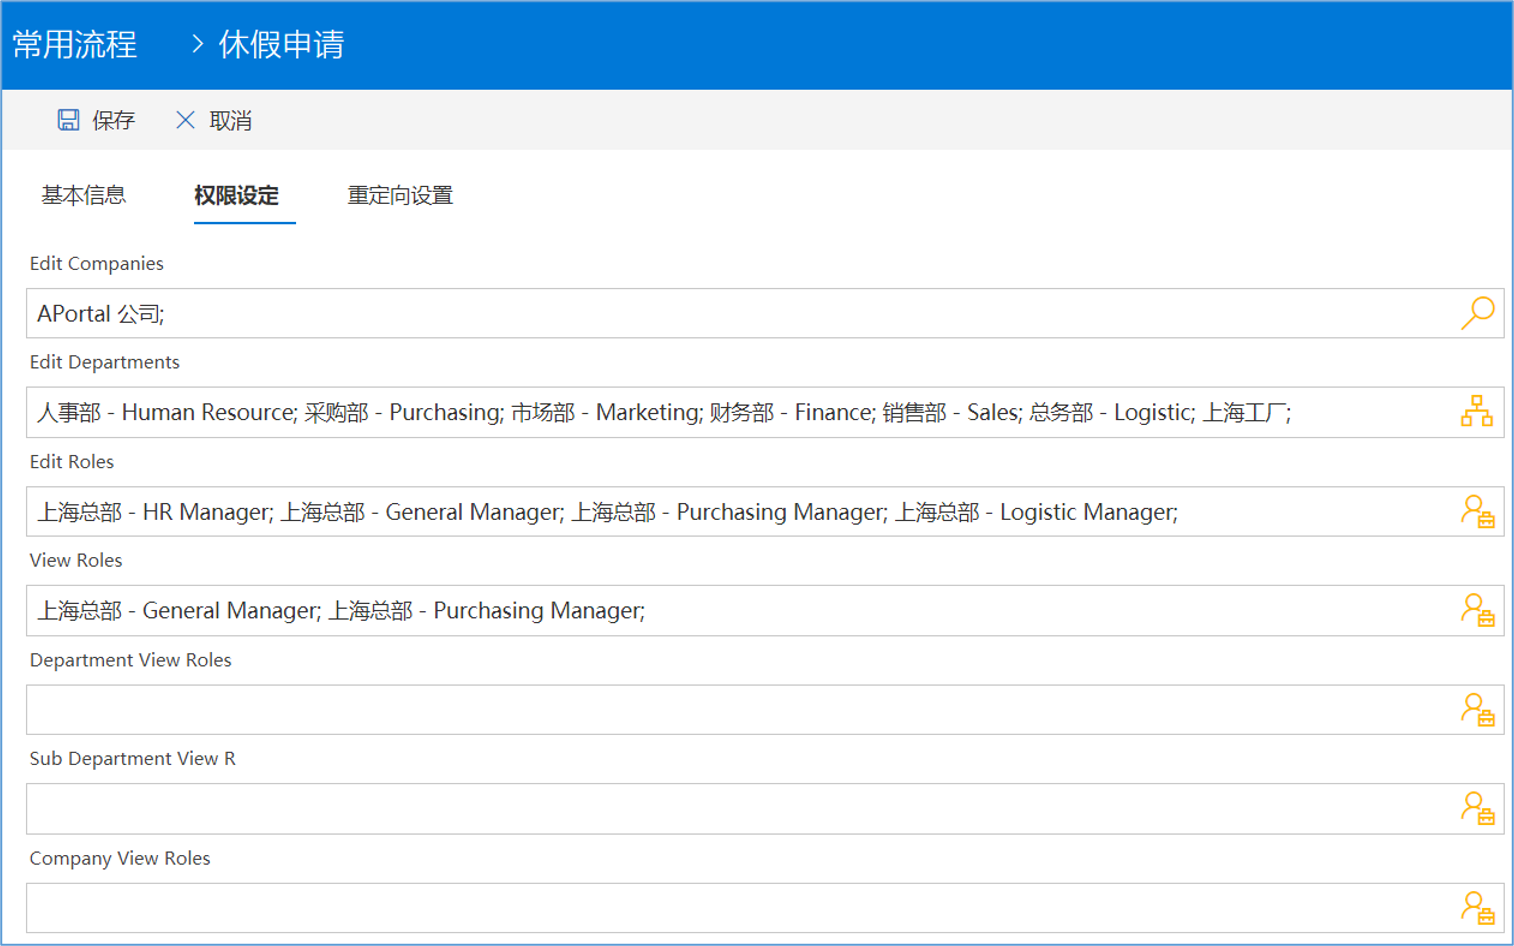 常用流程 > 休假申请
保存 取消
基本信息 权限设定 重定向设置
Edit Companies
APortal 公司;
Edit Departments
人事部 - Human Resource; 采购部 - Purchasing; 市场部 - Marketing; 财务部 - Finance; 销售部 - Sales; 总务部 - Logistic; 上海工厂;
Edit Roles
上海总部 - HR Manager; 上海总部 - General Manager; 上海总部 - Purchasing Manager; 上海总部 - Logistic Manager;
View Roles
上海总部 - General Manager; 上海总部 - Purchasing Manager;
Department View Roles
Sub Department View R
Company View Roles